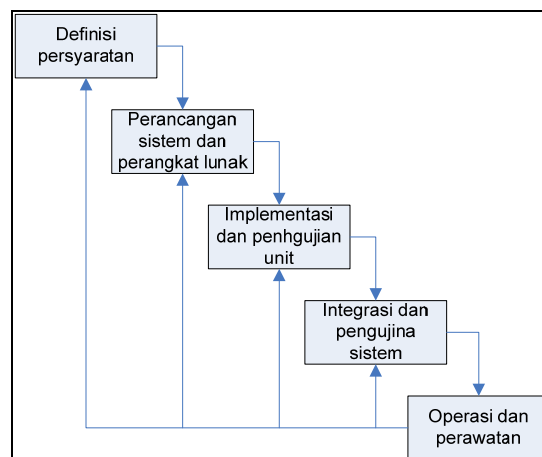 Definisi
persyaratan
Perancangan
sistem dan
perangkat lunak
Implementasi
dan penhgujian
unit
Integrasi dan
pengujina
sistem
Operasi dan
perawatan